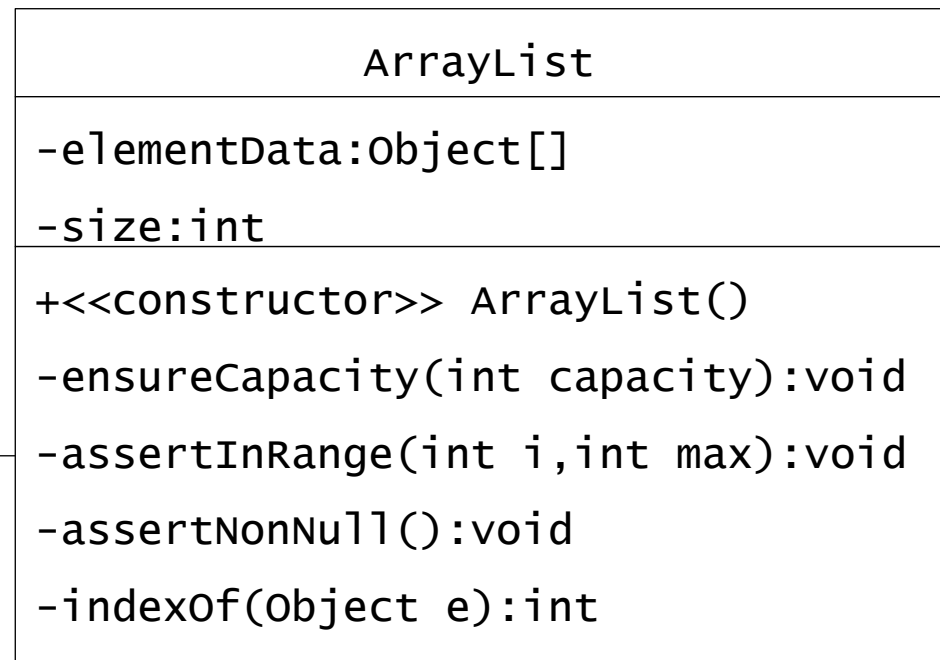 ArrayList
-elementData:Object[]
-size:int
+<<constructor>> ArrayList()
-ensureCapacity(int capacity):void
-assertInRange(int i,int max):void
-assertNonNull():void
-indexOf(Object e):int